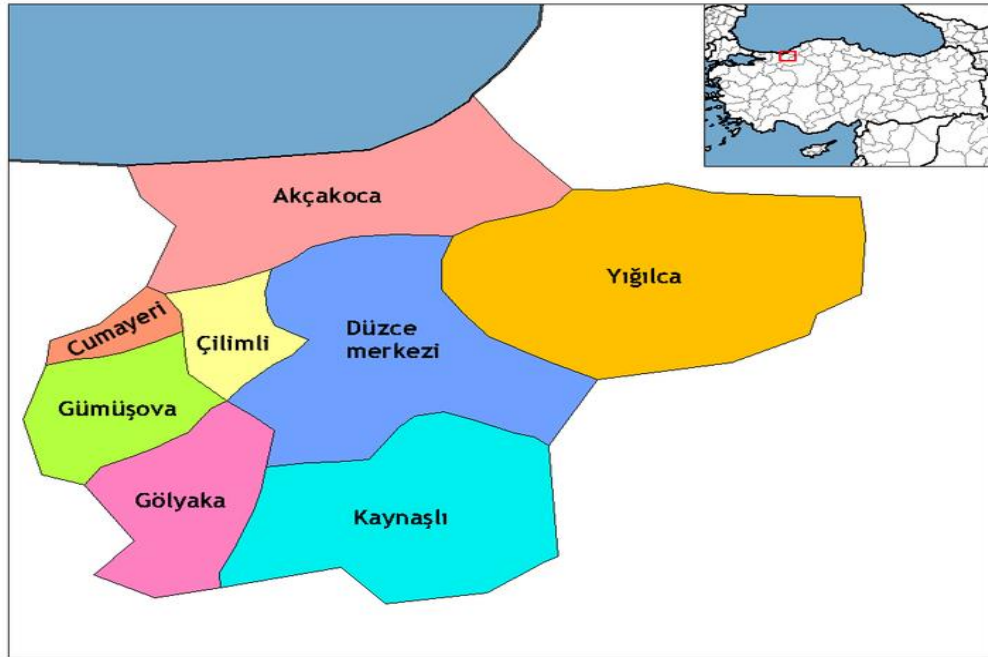 Akçakoca
Yığılca
Cumayeri
Çilimli
Düzce
merkezi
Gümüşova
Gölyaka
Kaynaşlı